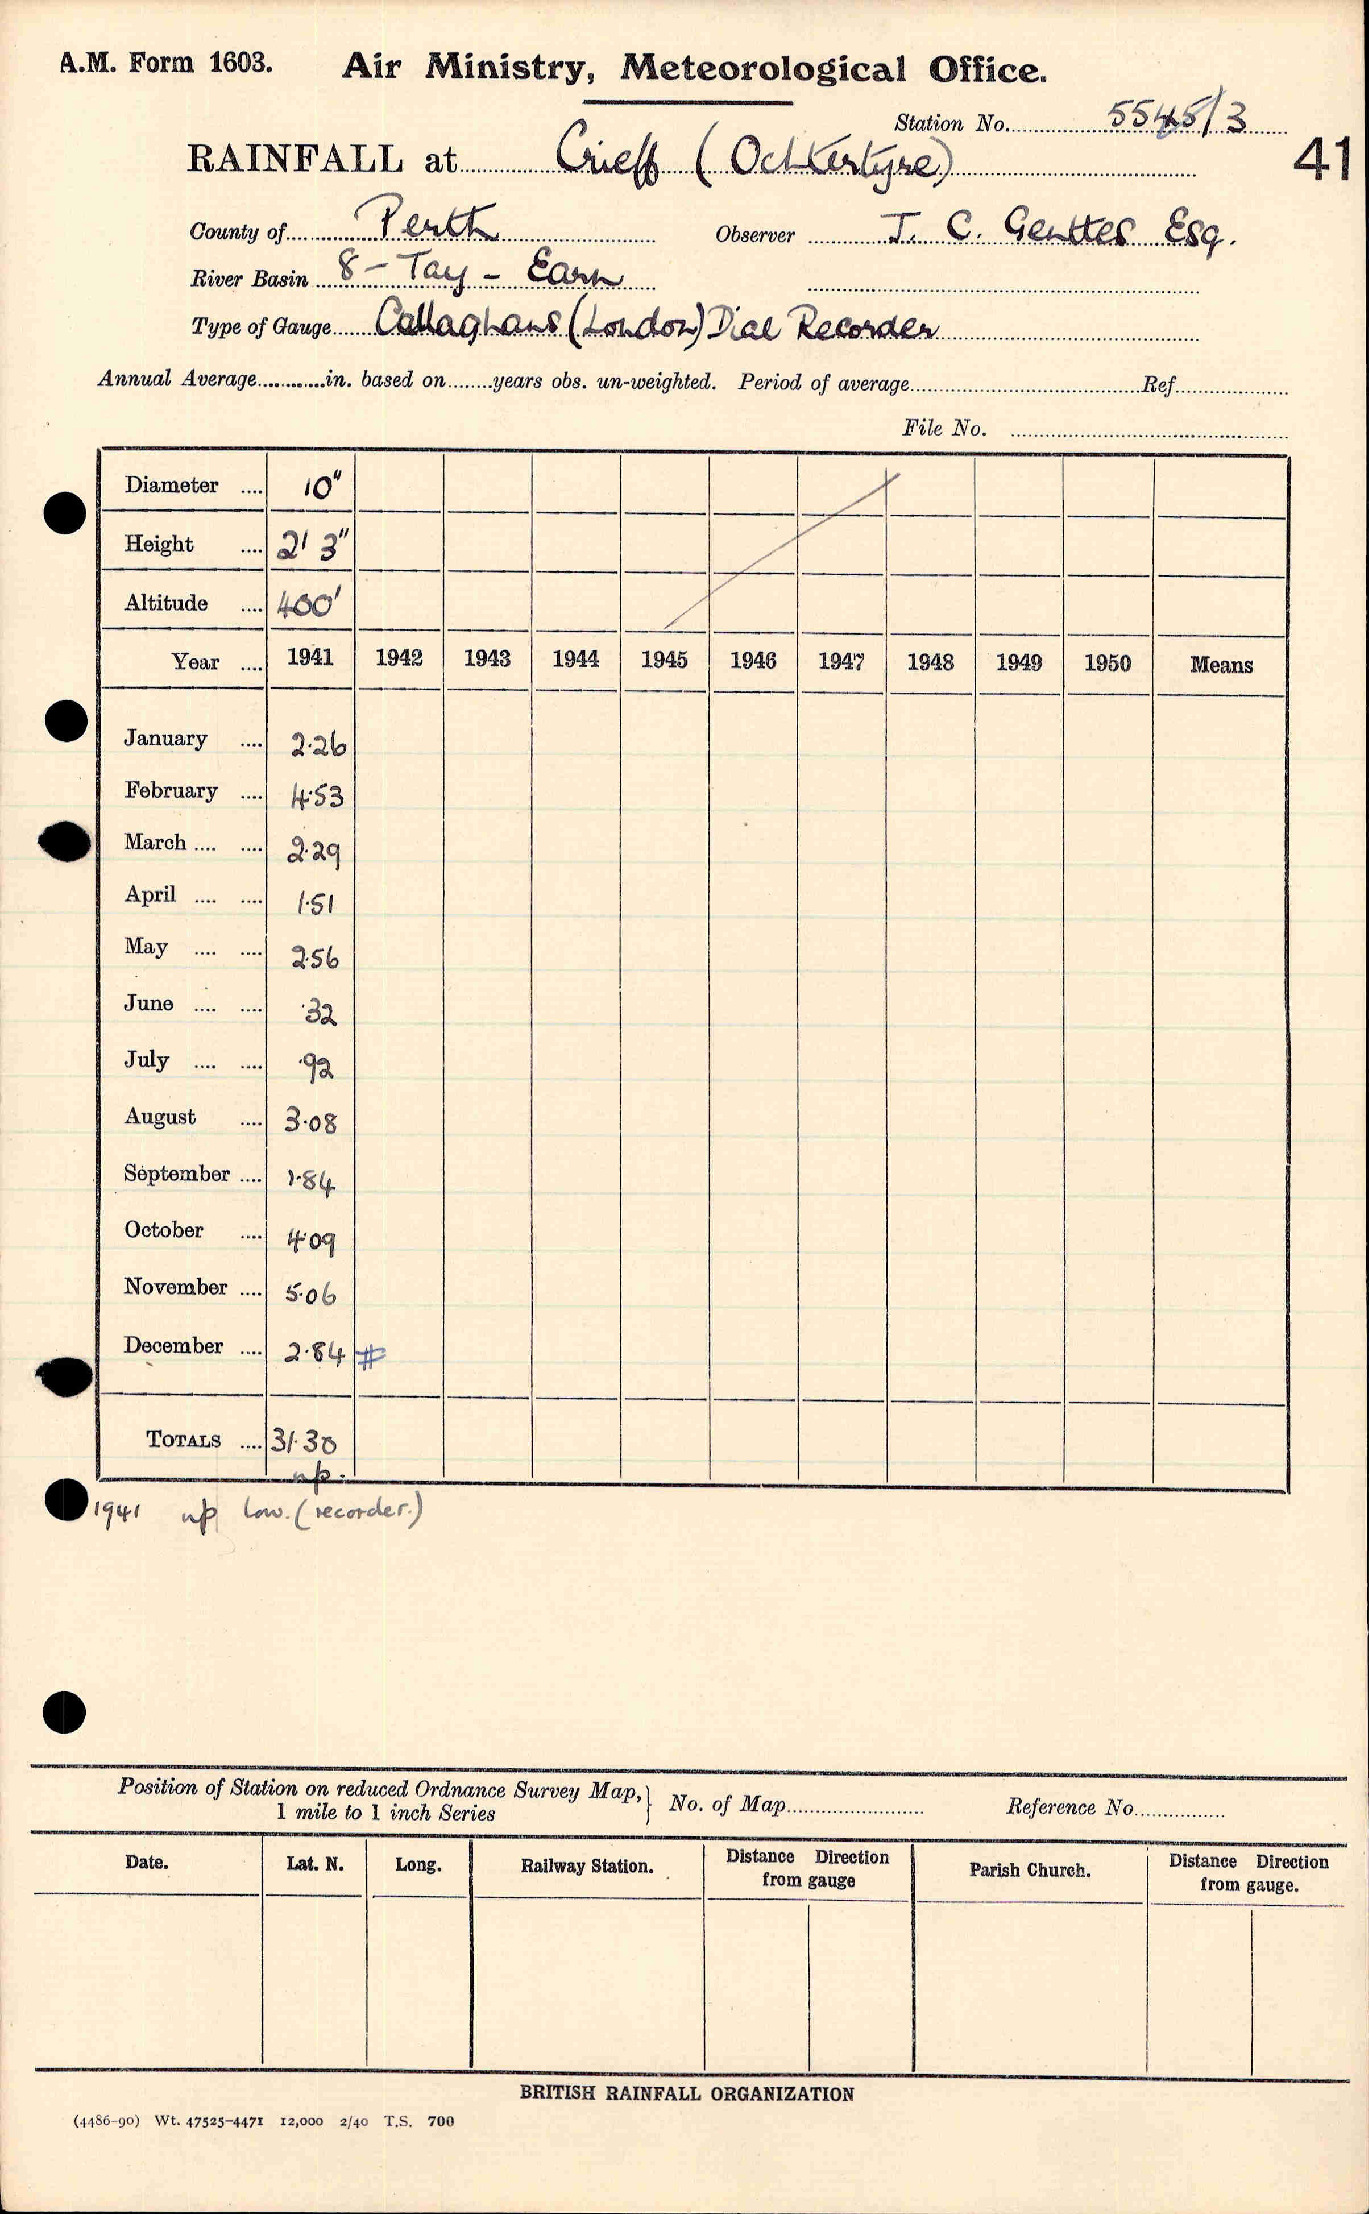 A.M. Form 1603. Air Ministry, Meteorological Office.
Station No. 5545/3
RAINFALL at Crieff (Ochtertyre) 41
County of Perth Observer J. C. Genttes Esq.
River Basin 8 - Tay - Earn
Type of Gauge Callaghans (London) Dial Recorder
Annual Average............in. based on........years obs. un-weighted. Period of average........Ref........
File No. ........
Diameter .... 10"
Height .... 2' 3"
Altitude .... 400'
Year .... 1941 1942 1943 1944 1945 1946 1947 1948 1949 1950 Means
January .... 2.26
February .... 4.53
March .... .... 2.29
April .... .... 1.51
May .... .... 2.56
June .... .... .32
July .... .... .92
August .... 3.08
September .... 1.84
October .... 4.09
November .... 5.06
December .... 2.84 #
TOTALS .... 31.30
np.
1941 np low. (recorder.)
Position of Station on reduced Ordnance Survey Map, } No. of Map........ Reference No........
1 mile to 1 inch Series
Date. Lat. N. Long. Railway Station. Distance Direction from gauge Parish Church. Distance Direction from gauge.
BRITISH RAINFALL ORGANIZATION
(4486-90) Wt. 47525-4471 12,000 2/40 T.S. 700